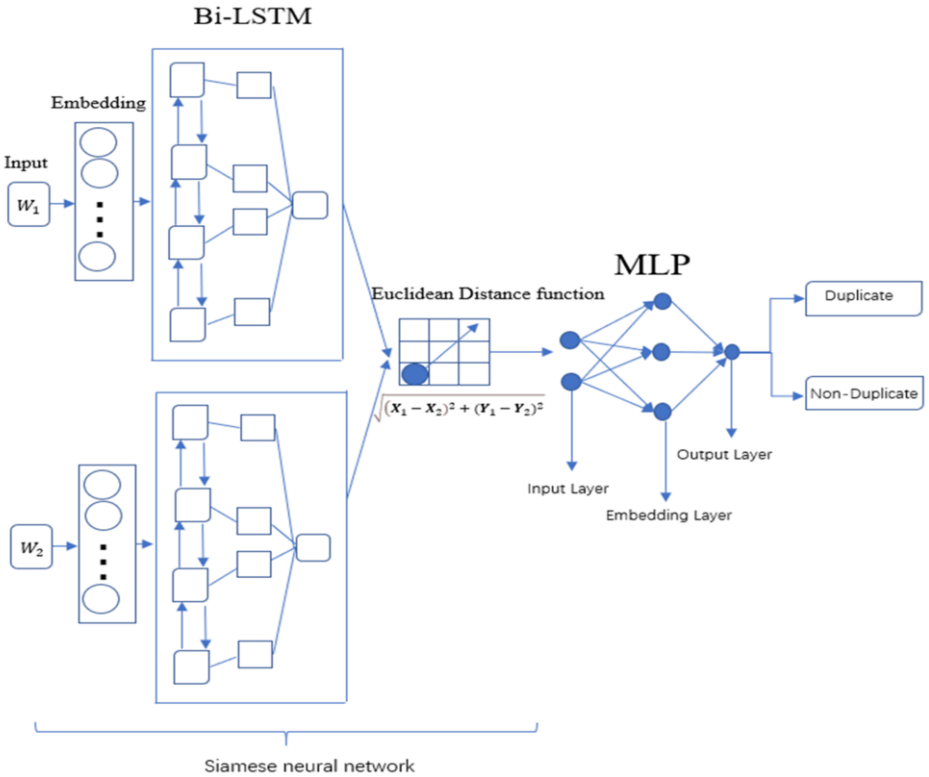 Bi-LSTM
Embedding
Input
W₁
Euclidean Distance function
√(X₁ − X₂)² + (Y₁ − Y₂)²
MLP
Duplicate
Non-Duplicate
Output Layer
Input Layer
Embedding Layer
W₂
Siamese neural network